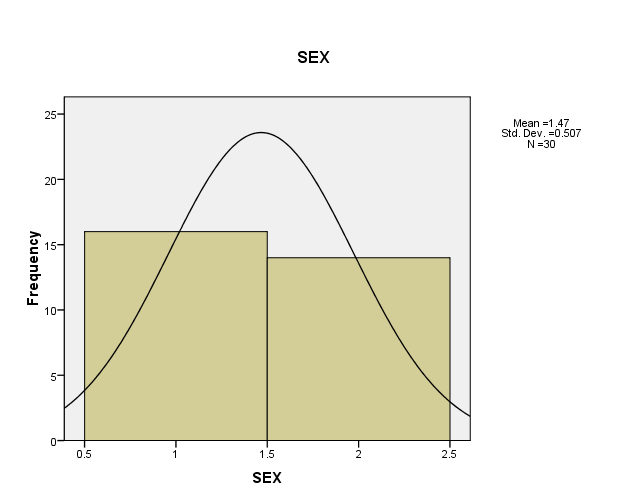 SEX
Mean =1.47
Std. Dev. =0.507
N =30
Frequency
25
20
15
10
5
0
0.5 1 1.5 2 2.5
SEX